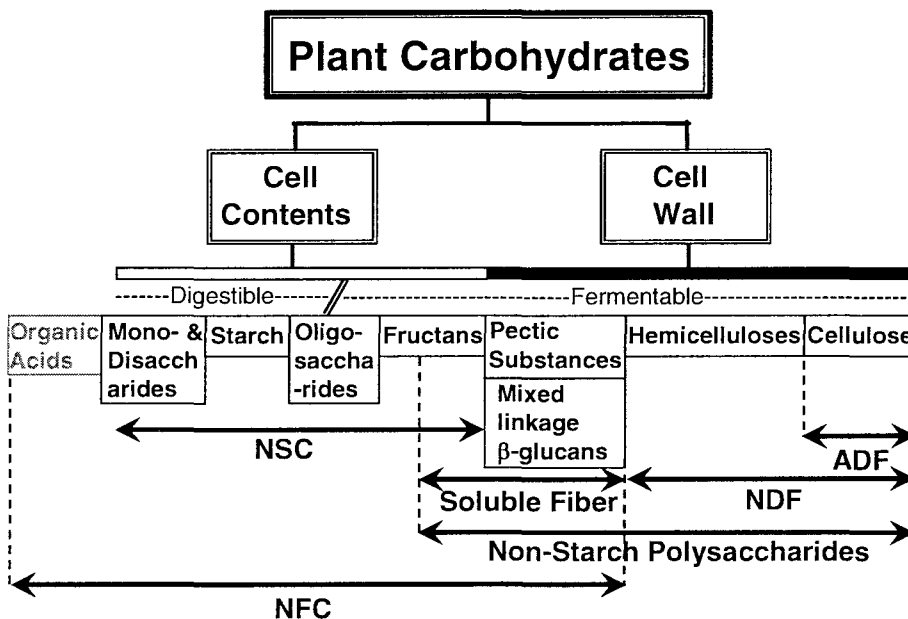 Plant Carbohydrates
Cell
Contents
Cell
Wall
Digestible
Fermentable
Organic
Acids
Mono- &
Disacch
arides
Starch
Oligo-
saccha
-rides
Fructans
Pectic
Substances
Mixed
linkage
β-glucans
Hemicelluloses
Cellulose
NSC
ADF
Soluble Fiber
NDF
Non-Starch Polysaccharides
NFC